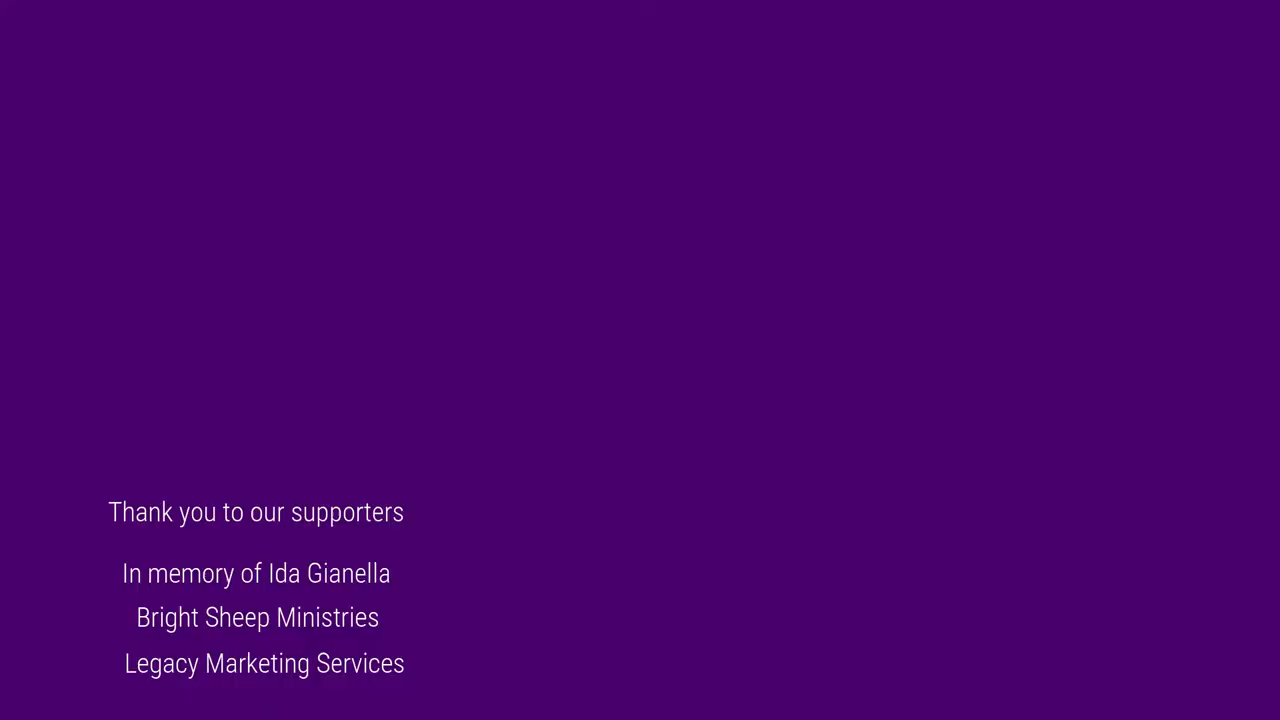 Thank you to our supporters
In memory of Ida Gianella
Bright Sheep Ministries
Legacy Marketing Services